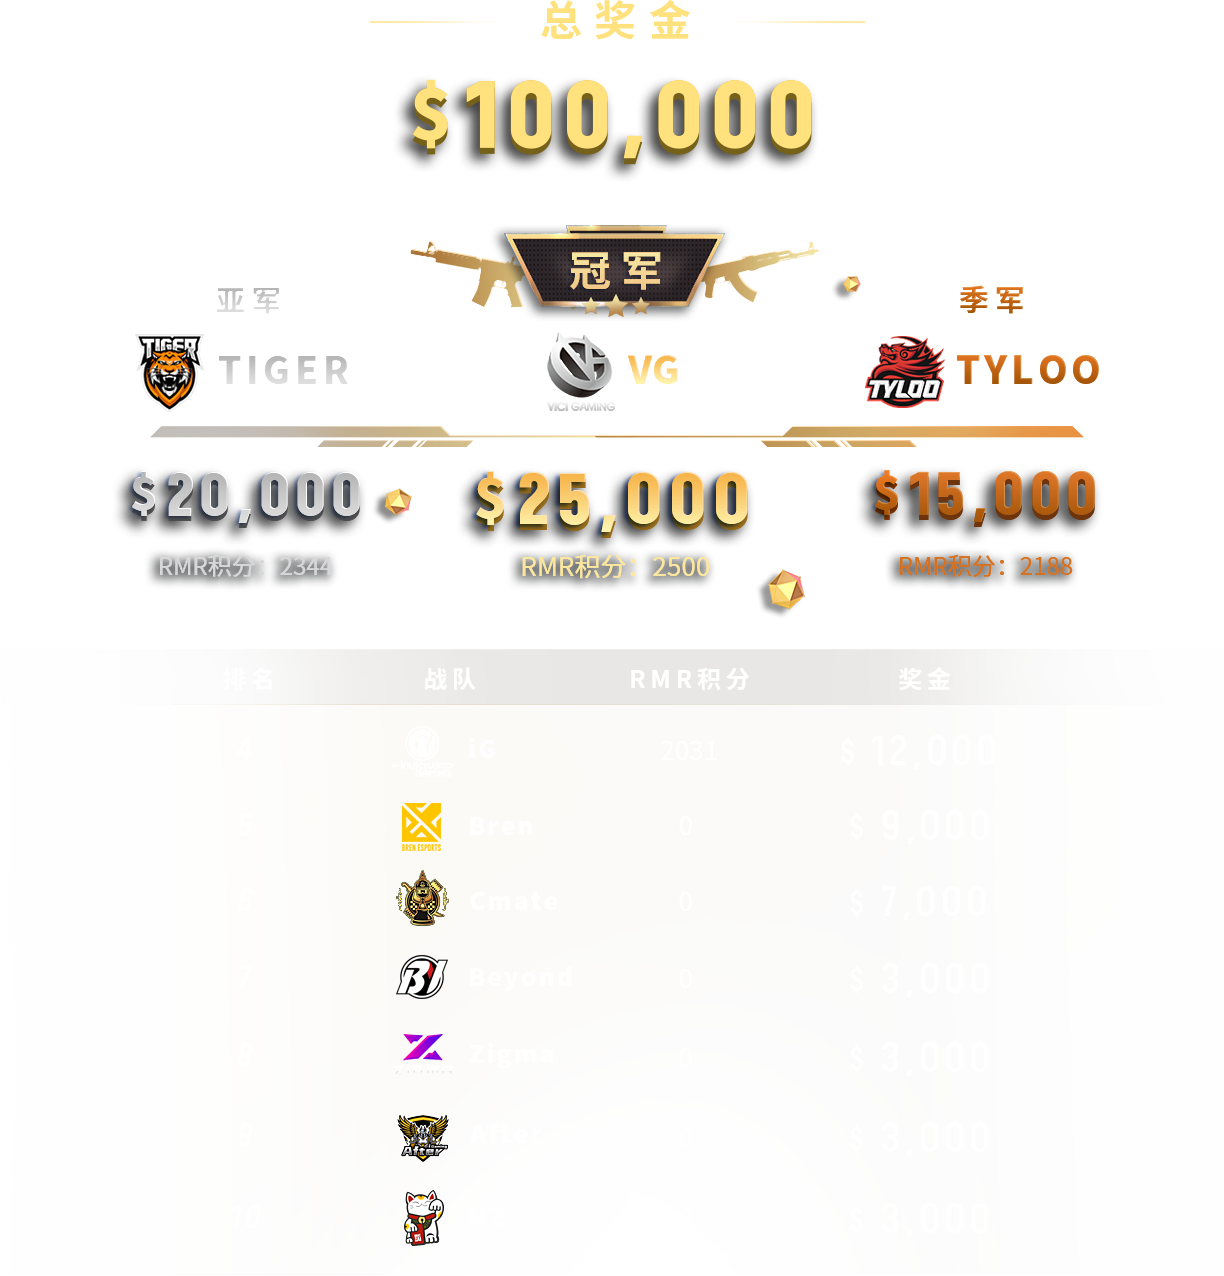 总奖金
$100,000
冠军
亚军
季军
TIGER TIGER
VG
VICI GAMING
TYLOO TYLOO
$20,000
$25,000
$15,000
RMR积分：2344
RMR积分：2500
RMR积分：2188
排名 战队 RMR积分 奖金
iG 2031 $ 12,000
5 BREN ESPORTS Bren 0 $ 9,000
Cmate 0 $ 7,000
Beyond 0 $ 3,000
Zigma $ 3,000
9 After 3,000
3,000